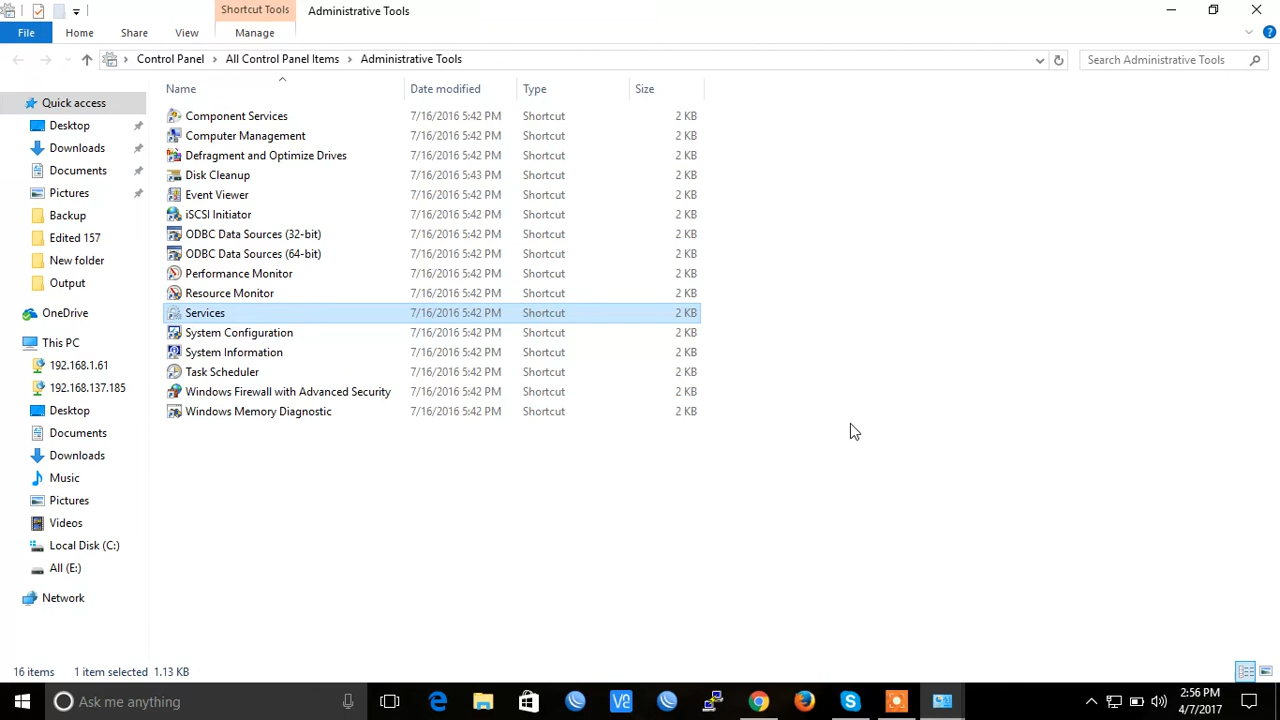 Shortcut Tools
Administrative Tools
File
Home
Share
View
Manage
Control Panel
All Control Panel Items
Administrative Tools
Search Administrative Tools
Name
Date modified
Type
Size
Quick access
Desktop
Downloads
Documents
Pictures
Backup
Edited 157
New folder
Output
OneDrive
This PC
192.168.1.61
192.168.137.185
Desktop
Documents
Downloads
Music
Pictures
Videos
Local Disk (C:)
All (E:)
Network
Component Services 7/16/2016 5:42 PM Shortcut 2 KB
Computer Management 7/16/2016 5:42 PM Shortcut 2 KB
Defragment and Optimize Drives 7/16/2016 5:42 PM Shortcut 2 KB
Disk Cleanup 7/16/2016 5:43 PM Shortcut 2 KB
Event Viewer 7/16/2016 5:42 PM Shortcut 2 KB
iSCSI Initiator 7/16/2016 5:42 PM Shortcut 2 KB
ODBC Data Sources (32-bit) 7/16/2016 5:42 PM Shortcut 2 KB
ODBC Data Sources (64-bit) 7/16/2016 5:42 PM Shortcut 2 KB
Performance Monitor 7/16/2016 5:42 PM Shortcut 2 KB
Resource Monitor 7/16/2016 5:42 PM Shortcut 2 KB
Services 7/16/2016 5:42 PM Shortcut 2 KB
System Configuration 7/16/2016 5:42 PM Shortcut 2 KB
System Information 7/16/2016 5:42 PM Shortcut 2 KB
Task Scheduler 7/16/2016 5:42 PM Shortcut 2 KB
Windows Firewall with Advanced Security 7/16/2016 5:42 PM Shortcut 2 KB
Windows Memory Diagnostic 7/16/2016 5:42 PM Shortcut 2 KB
16 items 1 item selected 1.13 KB
Ask me anything
2:56 PM
4/7/2017